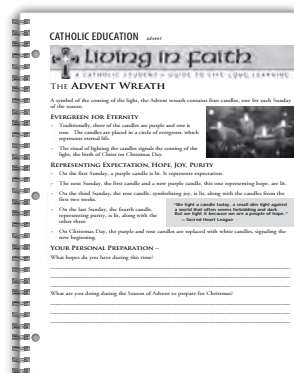 CATHOLIC EDUCATION advent
Living in Faith
A CATHOLIC STUDENT'S GUIDE TO LIFE LONG LEARNING
THE ADVENT WREATH
A symbol of the coming of the light, the Advent wreath contains four candles, one for each Sunday
of the season.
EVERGREEN FOR ETERNITY
- Traditionally, three of the candles are purple and one is
rose. The candles are placed in a circle of evergreen, which
represents eternal life.
- The ritual of lighting the candles signals the coming of
the light, the birth of Christ on Christmas Day.
REPRESENTING EXPECTATION, HOPE, JOY, PURITY
- On the first Sunday, a purple candle is lit. It represents expectation.
- The next Sunday, the first candle and a new purple candle, this one representing hope, are lit.
- On the third Sunday, the rose candle, symbolizing joy, is lit, along with the candles from the
first two weeks.
- On the last Sunday, the fourth candle,
representing purity, is lit, along with the
other three.
"We light a candle today, a small dim light against
a world that often seems forbidding and dark.
But we light it because we are a people of hope."
– Sacred Heart League
- On Christmas Day, the purple and rose candles are replaced with white candles, signaling the
new beginning.
YOUR PERSONAL PREPARATION –
What hopes do you have during this time?
What are you doing during the Season of Advent to prepare for Christmas?